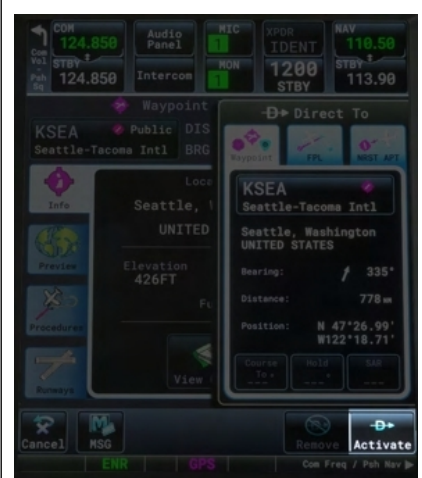 COM
124.850
Audio
Panel
MIC
1
XPDR
IDENT
NAV
110.50
Com
Vol
Psh
Sq
STBY
124.850
Intercom
MON
1
1200
STBY
STBY
113.90
Waypoint
KSEA
Public
DIS
Seattle-Tacoma Intl
BRG
Direct To
Waypoint
FPL
NRST APT
Info
Preview
Procedures
Runways
Loca
Seattle,
UNITED
Elevation
426FT
Fu
View
KSEA
Seattle-Tacoma Intl
Seattle, Washington
UNITED STATES
Bearing: 335°
Distance: 778 NM
Position: N 47°26.99'
W122°18.71'
Course
To
---
Hold
---
SAR
---
Cancel
MSG
Remove
D
Activate
ENR
GPS
Com Freq / Psh Nav